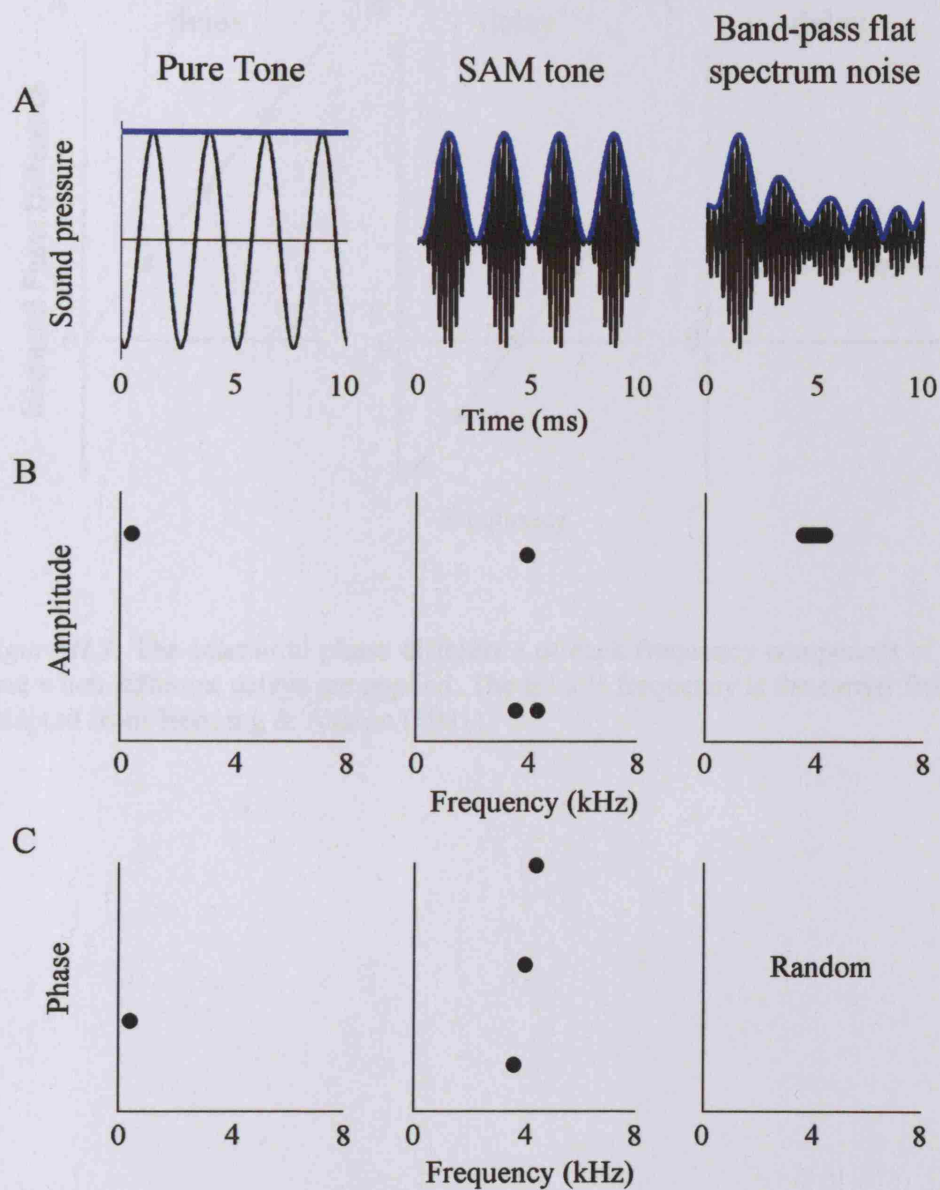 Pure Tone
SAM tone
Band-pass flat
spectrum noise
A
Sound pressure
0 5 10
0 5 10
0 5 10
Time (ms)
B
Amplitude
0 4 8
0 4 8
0 4 8
Frequency (kHz)
C
Phase
Random
0 4 8
0 4 8
0 4 8
Frequency (kHz)